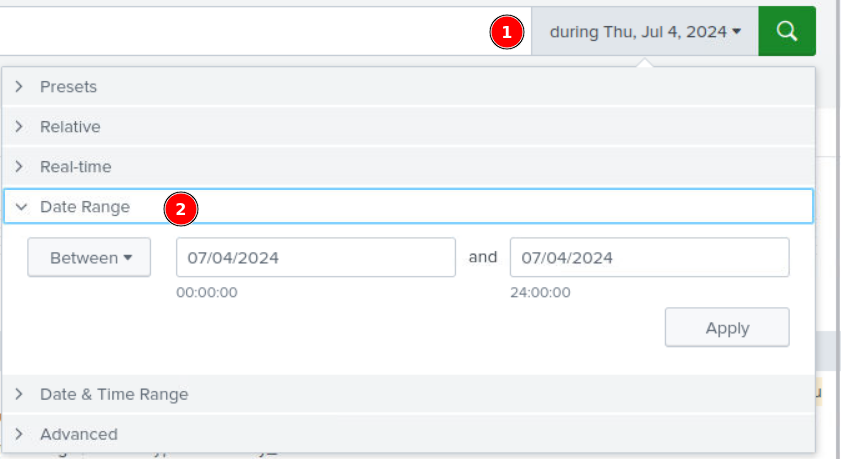 1 during Thu, Jul 4, 2024
Presets
Relative
Real-time
Date Range 2
Between 07/04/2024 and 07/04/2024
00:00:00 24:00:00
Apply
Date & Time Range
Advanced